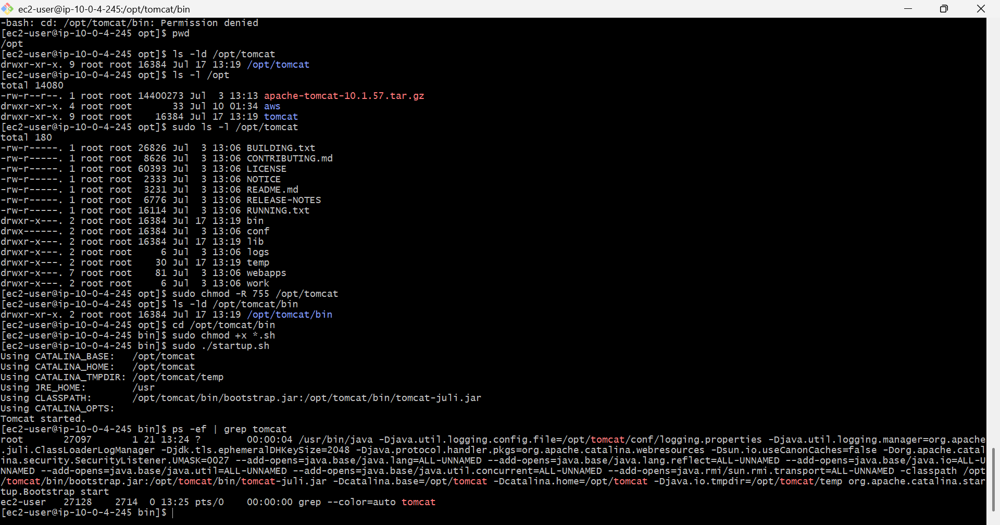 ec2-user@ip-10-0-4-245:/opt/tomcat/bin
-bash: cd: /opt/tomcat/bin: Permission denied
[ec2-user@ip-10-0-4-245 opt]$ pwd
/opt
[ec2-user@ip-10-0-4-245 opt]$ ls -ld /opt/tomcat
drwxr-xr-x. 9 root root 16384 Jul 17 13:19 /opt/tomcat
[ec2-user@ip-10-0-4-245 opt]$ ls -l /opt
total 14080
-rw-r--r--. 1 root root 14400273 Jul  3 13:13 apache-tomcat-10.1.57.tar.gz
drwxr-xr-x. 4 root root       33 Jul 10 01:34 aws
drwxr-xr-x. 9 root root    16384 Jul 17 13:19 tomcat
[ec2-user@ip-10-0-4-245 opt]$ sudo ls -l /opt/tomcat
total 180
-rw-r-----. 1 root root 26826 Jul  3 13:06 BUILDING.txt
-rw-r-----. 1 root root  8626 Jul  3 13:06 CONTRIBUTING.md
-rw-r-----. 1 root root 60393 Jul  3 13:06 LICENSE
-rw-r-----. 1 root root  2333 Jul  3 13:06 NOTICE
-rw-r-----. 1 root root  3231 Jul  3 13:06 README.md
-rw-r-----. 1 root root  6776 Jul  3 13:06 RELEASE-NOTES
-rw-r-----. 1 root root 16114 Jul  3 13:06 RUNNING.txt
drwxr-x---. 2 root root 16384 Jul 17 13:19 bin
drwx------. 2 root root 16384 Jul  3 13:06 conf
drwxr-x---. 2 root root 16384 Jul 17 13:19 lib
drwxr-x---. 2 root root     6 Jul  3 13:06 logs
drwxr-x---. 2 root root    30 Jul 17 13:19 temp
drwxr-x---. 7 root root    81 Jul  3 13:06 webapps
drwxr-x---. 2 root root     6 Jul  3 13:06 work
[ec2-user@ip-10-0-4-245 opt]$ sudo chmod -R 755 /opt/tomcat
[ec2-user@ip-10-0-4-245 opt]$ ls -ld /opt/tomcat/bin
drwxr-xr-x. 2 root root 16384 Jul 17 13:19 /opt/tomcat/bin
[ec2-user@ip-10-0-4-245 opt]$ cd /opt/tomcat/bin
[ec2-user@ip-10-0-4-245 bin]$ sudo chmod +x *.sh
[ec2-user@ip-10-0-4-245 bin]$ sudo ./startup.sh
Using CATALINA_BASE:   /opt/tomcat
Using CATALINA_HOME:   /opt/tomcat
Using CATALINA_TMPDIR: /opt/tomcat/temp
Using JRE_HOME:        /usr
Using CLASSPATH:       /opt/tomcat/bin/bootstrap.jar:/opt/tomcat/bin/tomcat-juli.jar
Using CATALINA_OPTS:
Tomcat started.
[ec2-user@ip-10-0-4-245 bin]$ ps -ef | grep tomcat
root     27097       1 21 13:24 ?        00:00:04 /usr/bin/java -Djava.util.logging.config.file=/opt/tomcat/conf/logging.properties -Djava.util.logging.manager=org.apache
.juli.ClassLoaderLogManager -Djdk.tls.ephemeralDHKeySize=2048 -Djava.protocol.handler.pkgs=org.apache.catalina.webresources -Dsun.io.useCanonCaches=false -Dorg.apache.catal
ina.security.SecurityListener.UMASK=0027 --add-opens=java.base/java.lang=ALL-UNNAMED --add-opens=java.base/java.lang.reflect=ALL-UNNAMED --add-opens=java.base/java.io=ALL-U
NNAMED --add-opens=java.base/java.util=ALL-UNNAMED --add-opens=java.base/java.util.concurrent=ALL-UNNAMED --add-opens=java.rmi/sun.rmi.transport=ALL-UNNAMED -classpath /opt
/tomcat/bin/bootstrap.jar:/opt/tomcat/bin/tomcat-juli.jar -Dcatalina.base=/opt/tomcat -Dcatalina.home=/opt/tomcat -Djava.io.tmpdir=/opt/tomcat/temp org.apache.catalina.star
tup.Bootstrap start
ec2-user   27128    2714  0 13:25 pts/0    00:00:00 grep --color=auto tomcat
[ec2-user@ip-10-0-4-245 bin]$